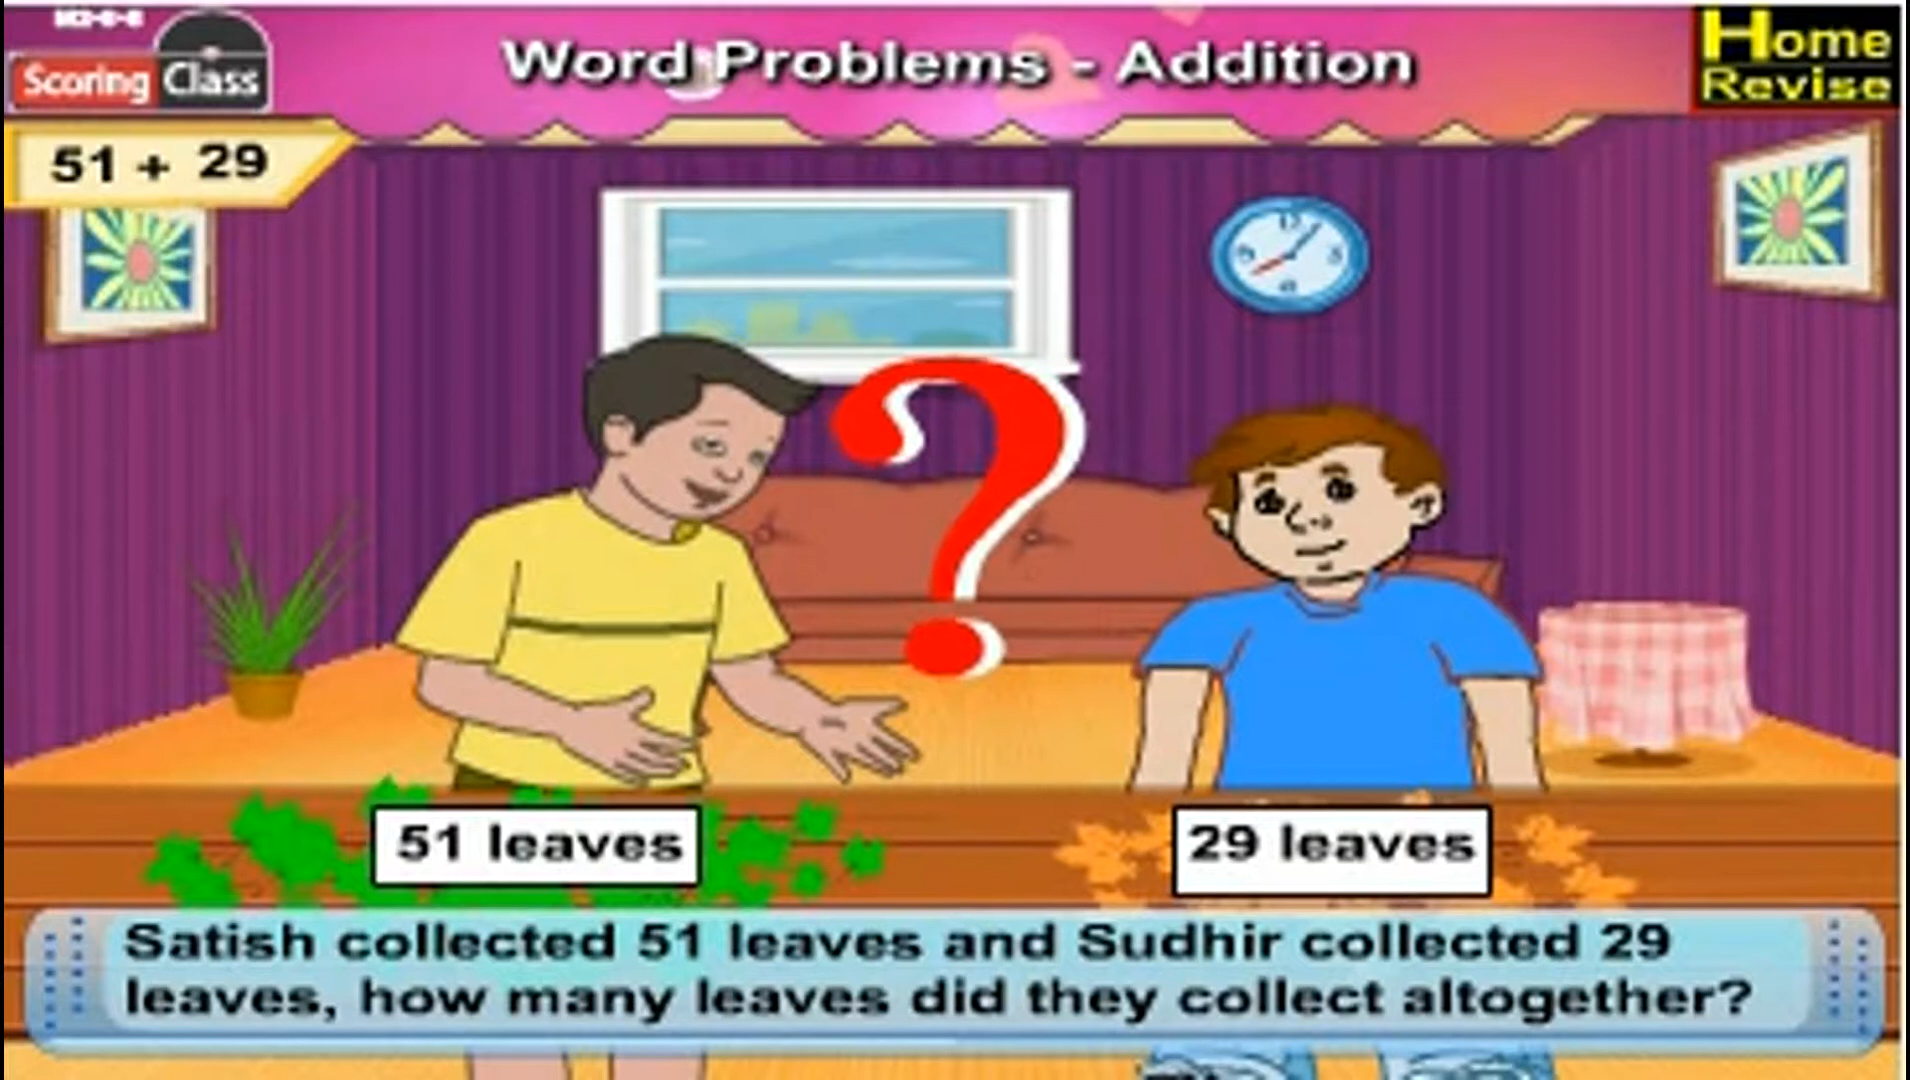 Scoring Class
Word Problems - Addition
Home
Revise
51 + 29
12
51 leaves
29 leaves
Satish collected 51 leaves and Sudhir collected 29
leaves, how many leaves did they collect altogether?